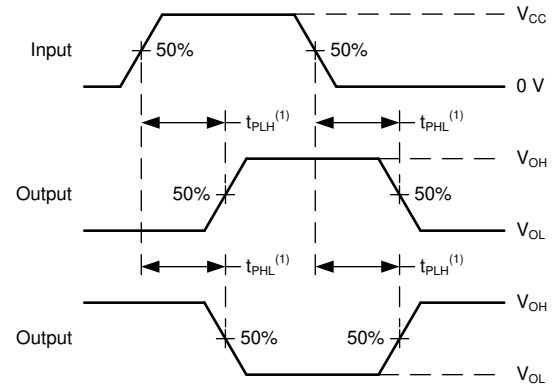 V_CC
Input 50% 50%
0 V
t_PLH^(1) t_PHL^(1)
V_OH
Output 50% 50%
V_OL
t_PHL^(1) t_PLH^(1)
V_OH
Output 50% 50%
V_OL